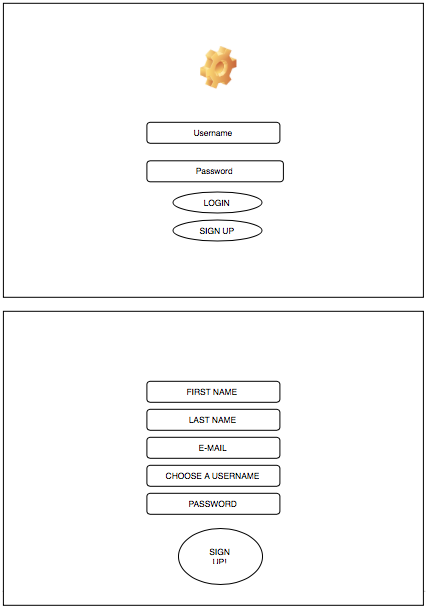 Username
Password
LOGIN
SIGN UP
FIRST NAME
LAST NAME
E-MAIL
CHOOSE A USERNAME
PASSWORD
SIGN
UP!